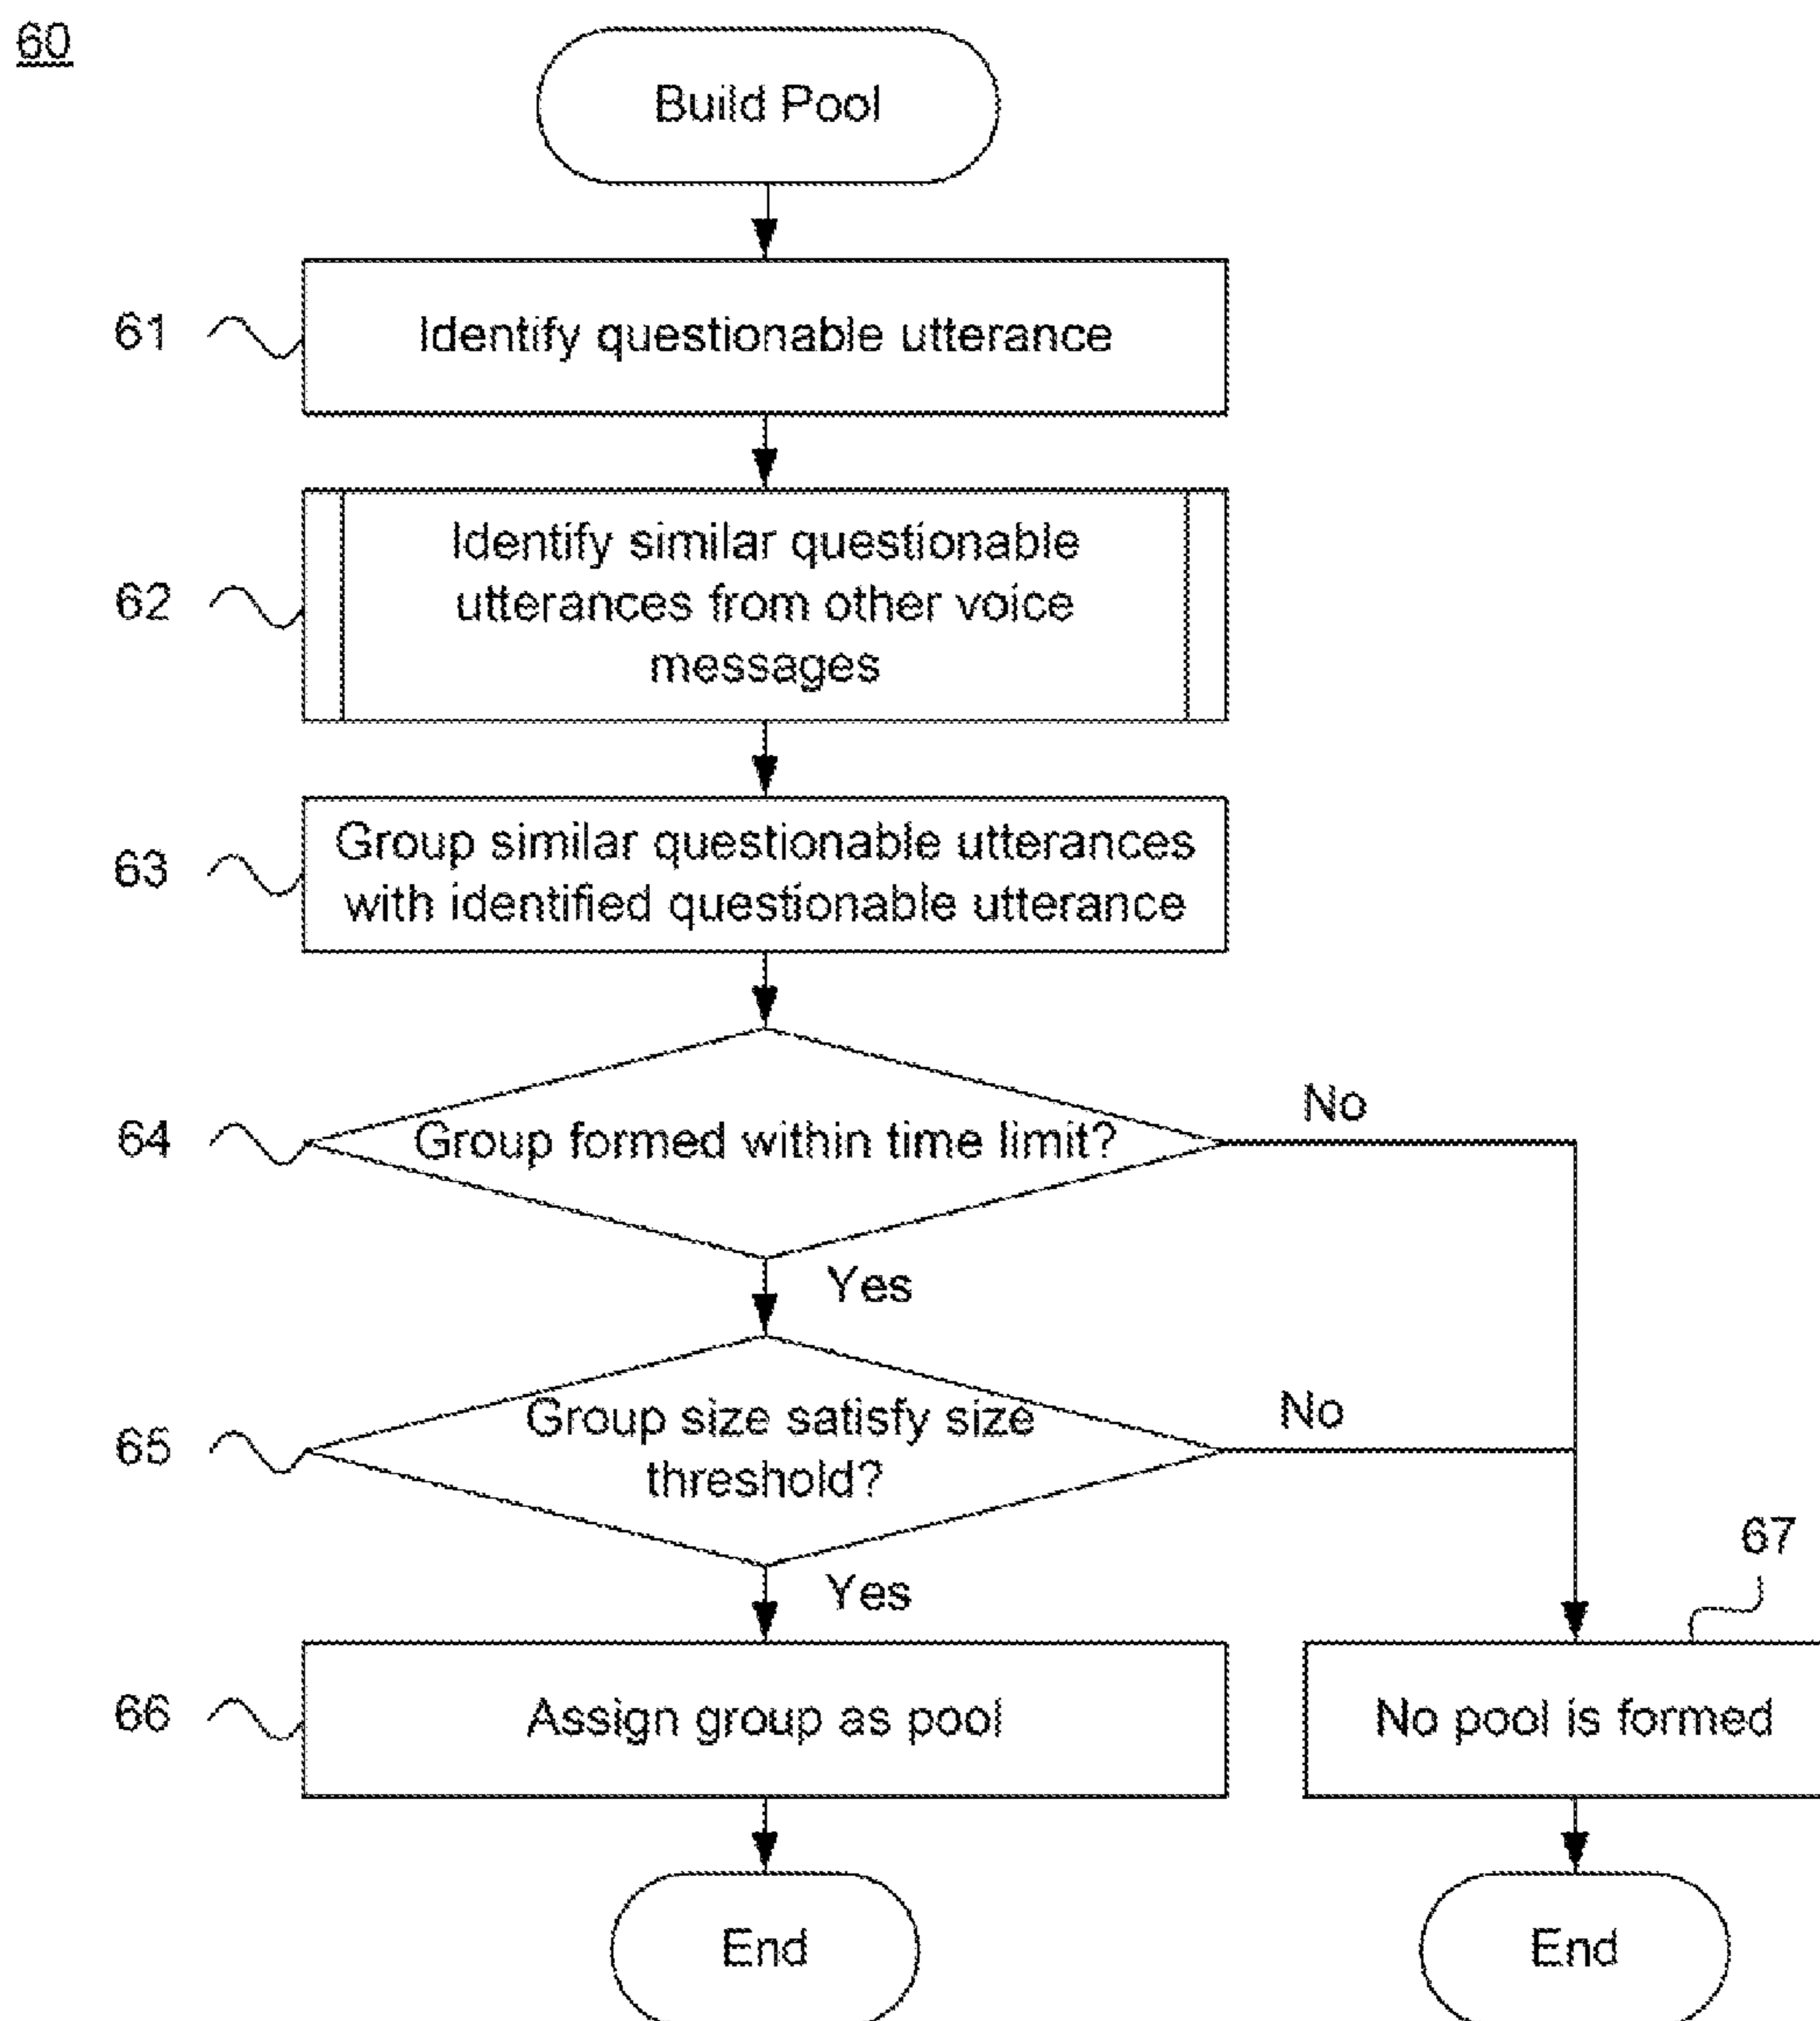 60
Build Pool
61
Identify questionable utterance
62
Identify similar questionable
utterances from other voice
messages
63
Group similar questionable utterances
with identified questionable utterance
64
Group formed within time limit?
No
Yes
65
Group size satisfy size
threshold?
No
Yes
67
66
Assign group as pool
No pool is formed
End
End